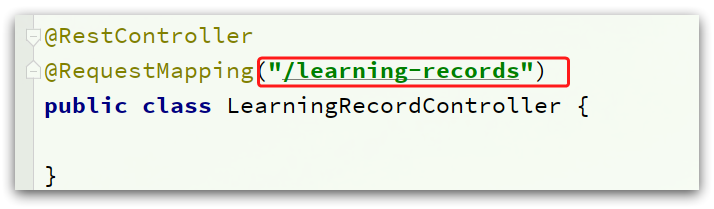 @RestController
@RequestMapping("/learning-records")
public class LearningRecordController {
}